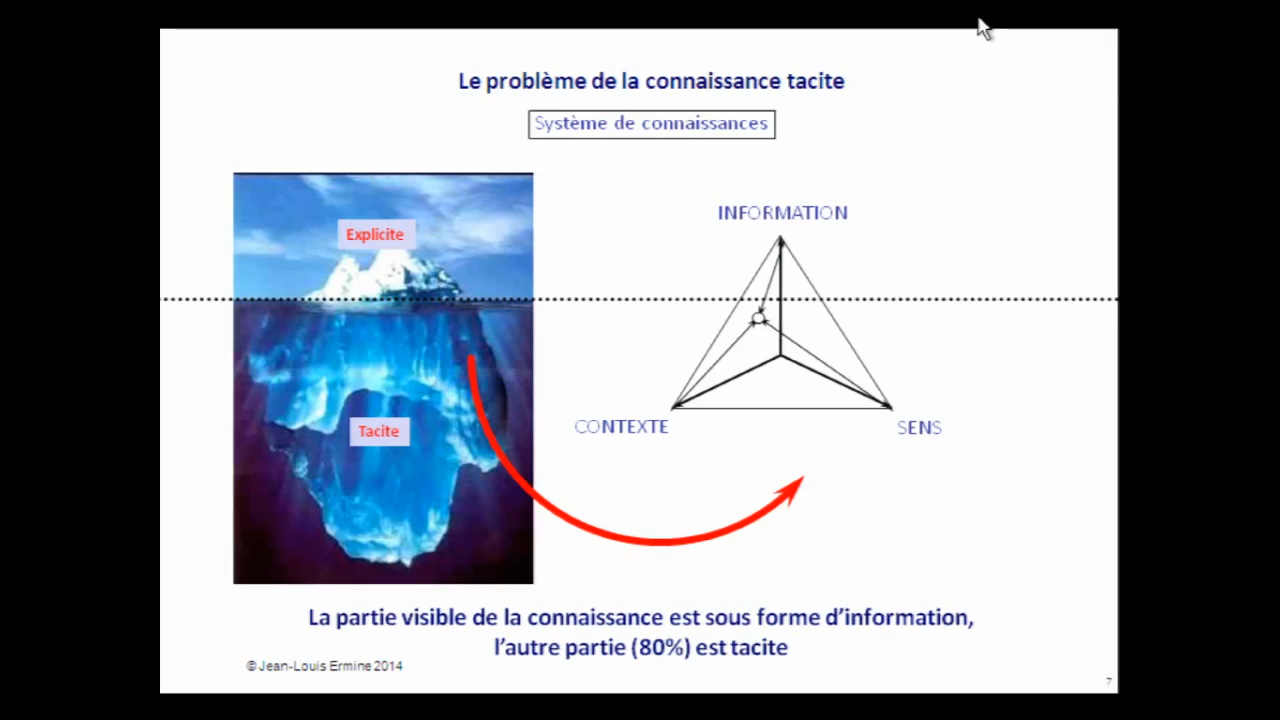 Le problème de la connaissance tacite
Système de connaissances
Explicite
INFORMATION
Tacite
CONTEXTE
SENS
La partie visible de la connaissance est sous forme d’information,
l’autre partie (80%) est tacite
© Jean-Louis Ermine 2014
7